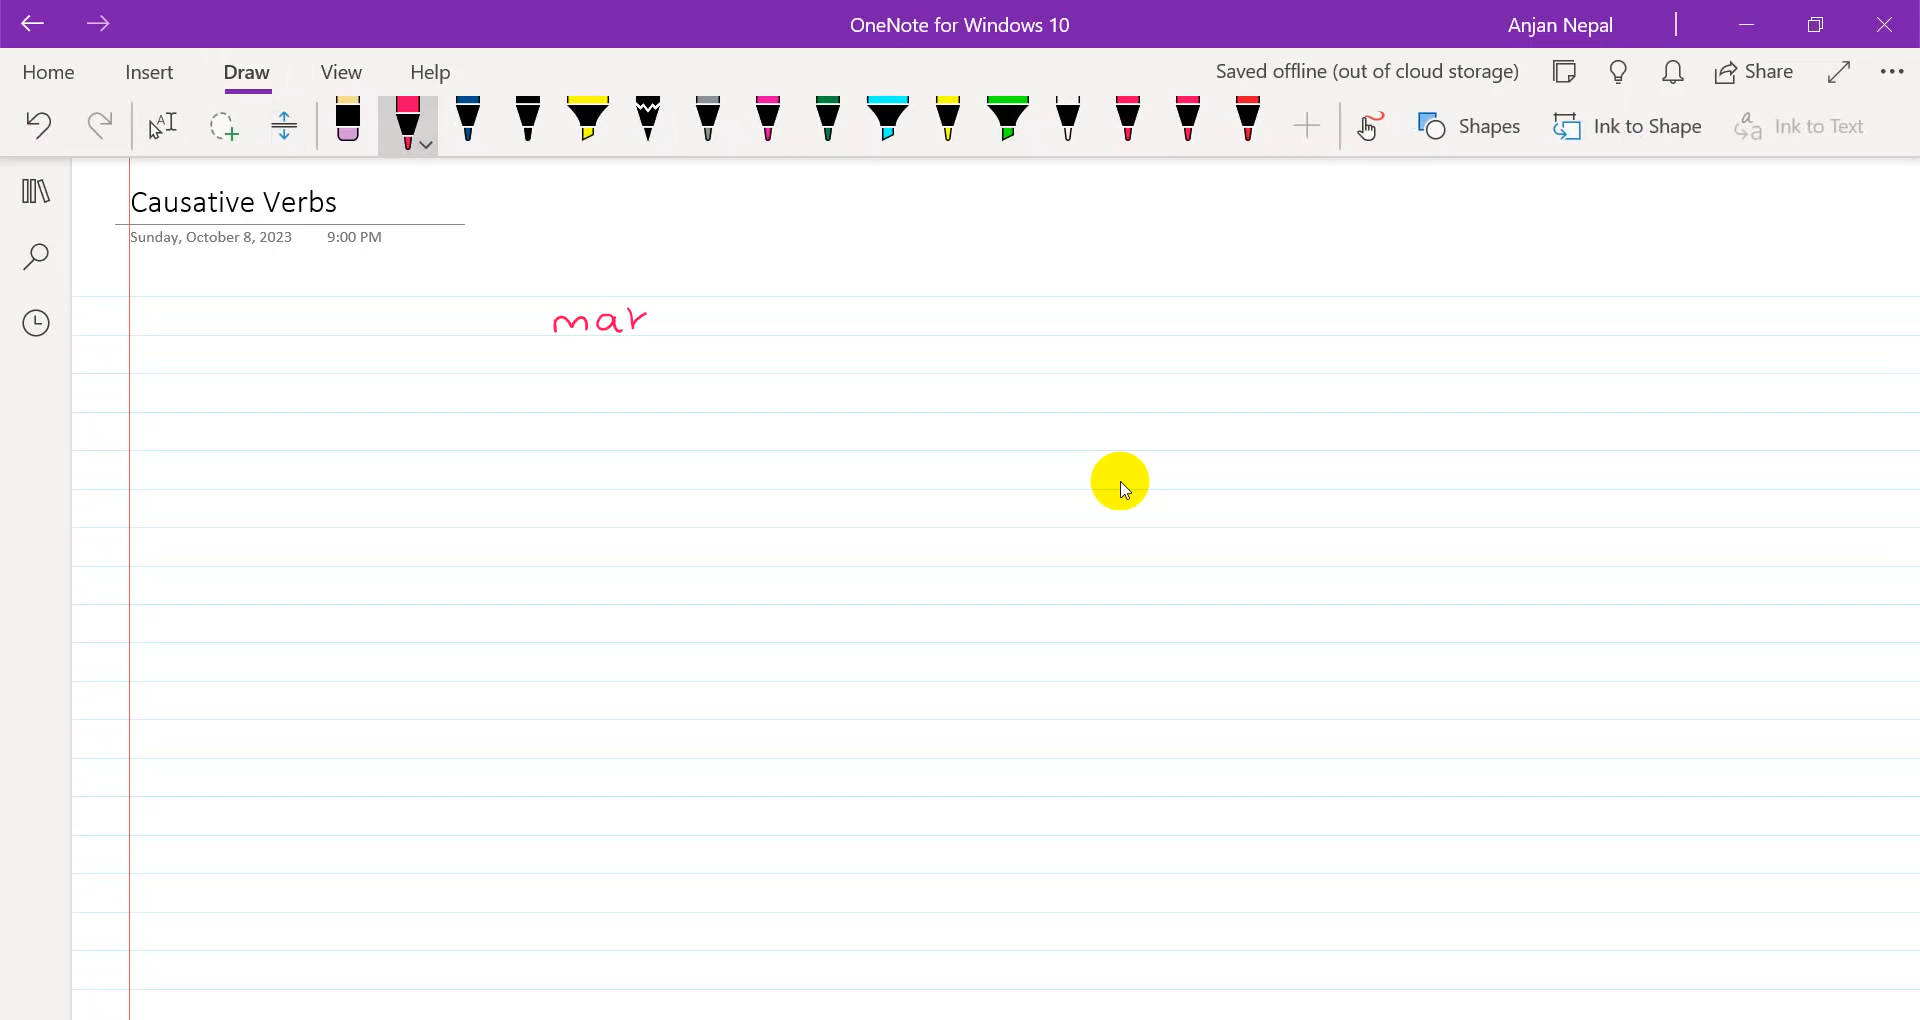 OneNote for Windows 10 Anjan Nepal
Home Insert Draw View Help Saved offline (out of cloud storage) Share
Shapes Ink to Shape Ink to Text
Causative Verbs
Sunday, October 8, 2023 9:00 PM
mar